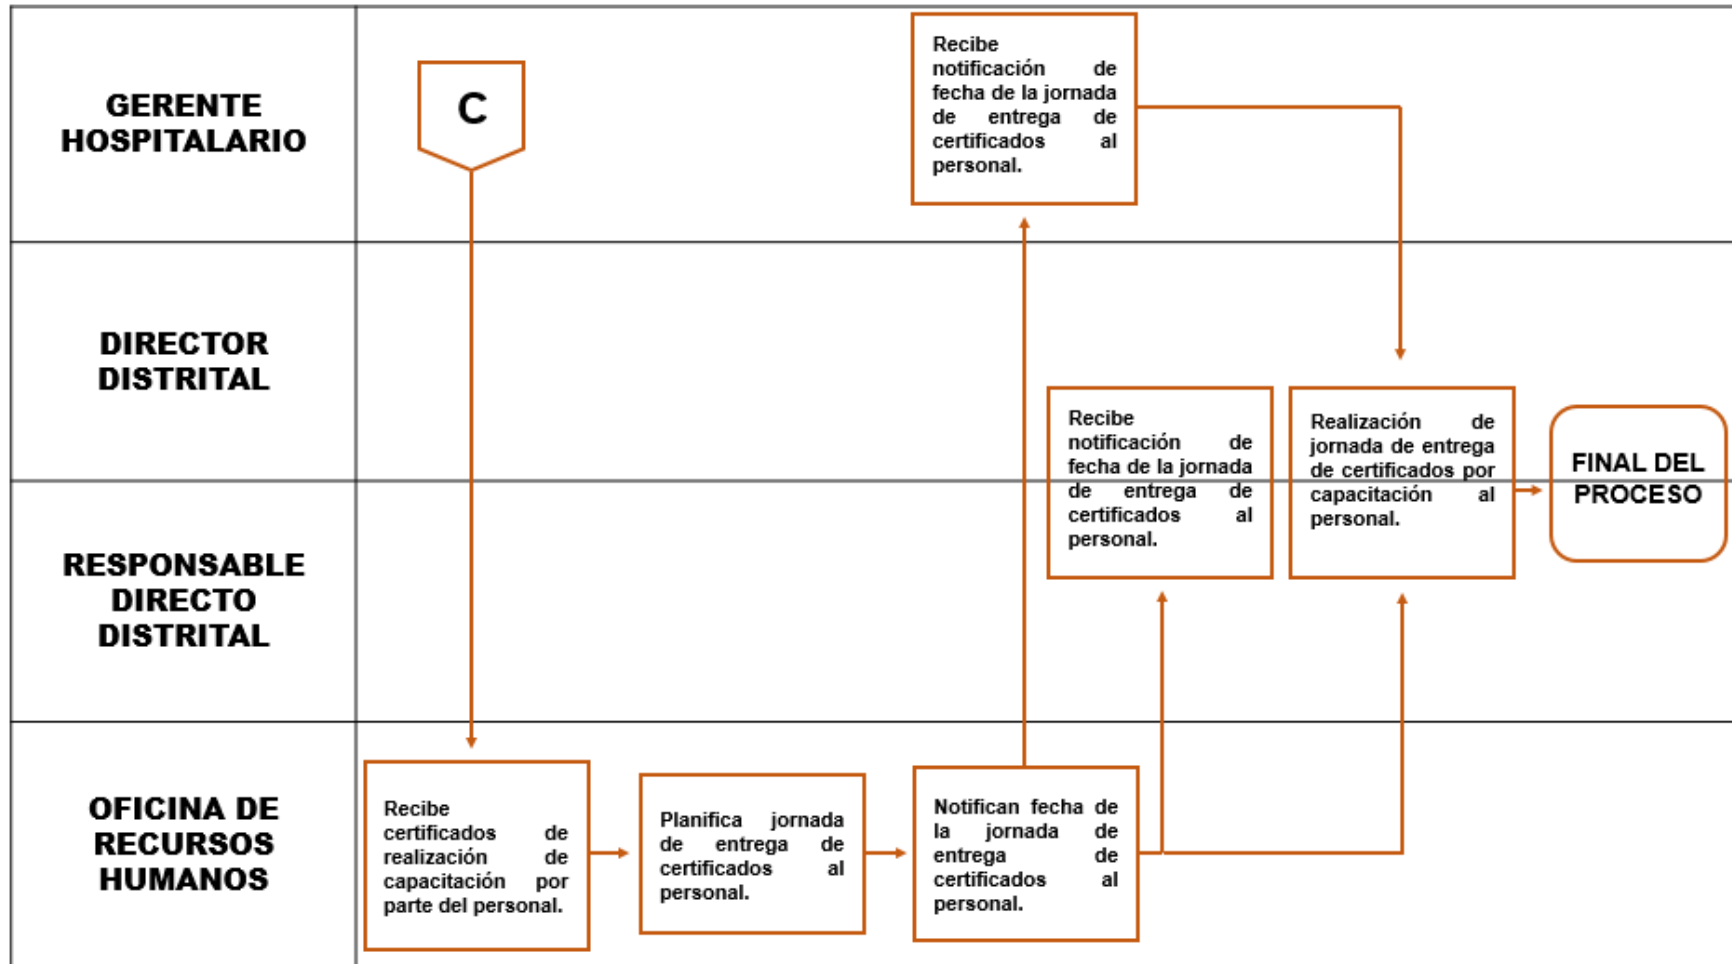 GERENTE
HOSPITALARIO
C
Recibe
notificación de
fecha de la jornada
de entrega de
certificados al
personal.
DIRECTOR
DISTRITAL
Recibe
notificación de
fecha de la jornada
de entrega de
certificados al
personal.
Realización de
jornada de entrega
de certificados por
capacitación al
personal.
FINAL DEL
PROCESO
RESPONSABLE
DIRECTO
DISTRITAL
OFICINA DE
RECURSOS
HUMANOS
Recibe
certificados de
realización de
capacitación por
parte del personal.
Planifica jornada
de entrega de
certificados al
personal.
Notifican fecha de
la jornada de
entrega de
certificados al
personal.